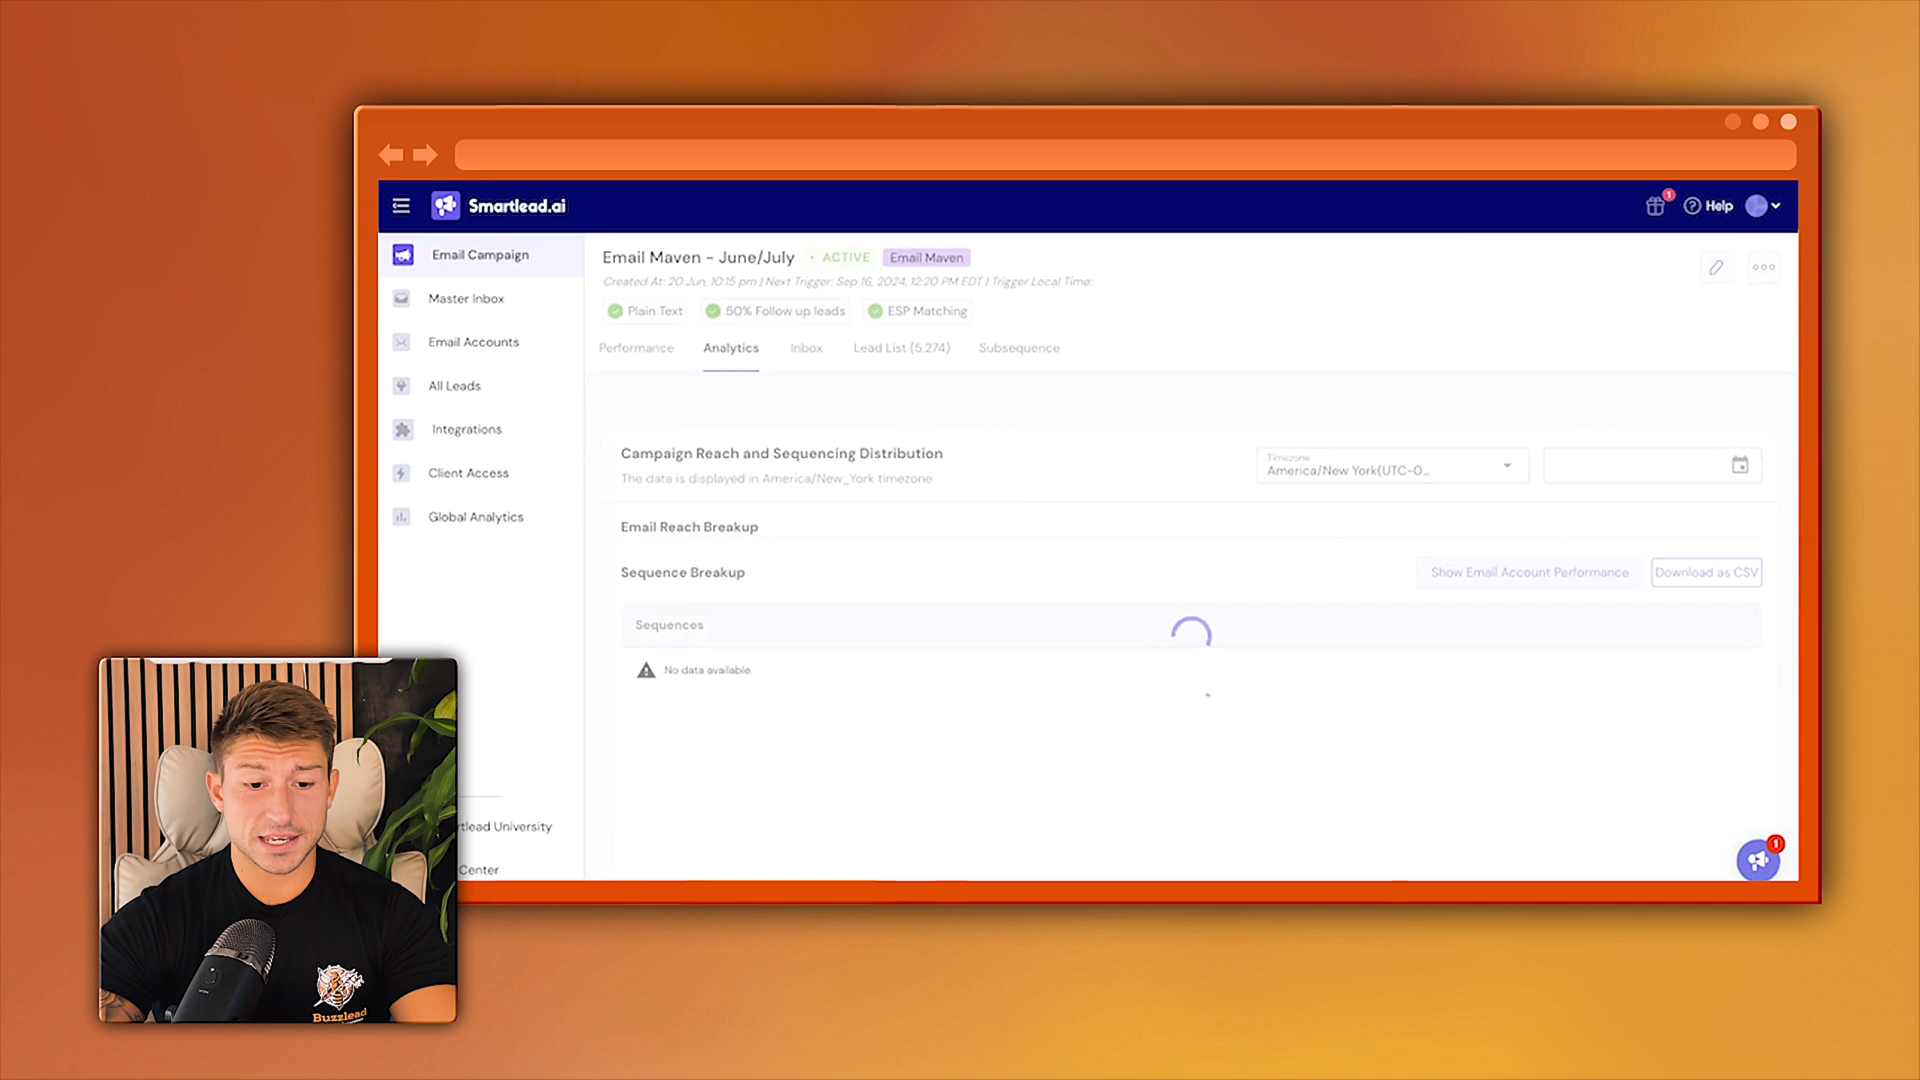 Smartlead.ai
1
Help
Email Campaign
Master Inbox
Email Accounts
All Leads
Integrations
Client Access
Global Analytics
rtlead University
Center
Email Maven - June/July
• ACTIVE
Email Maven
Created At: 20 Jun, 10:15 pm | Next Trigger: Sep 16, 2024, 12:20 PM EDT | Trigger Local Time:
Plain Text
50% Follow up leads
ESP Matching
Performance
Analytics
Inbox
Lead List (5,274)
Subsequence
Campaign Reach and Sequencing Distribution
The data is displayed in America/New_York timezone
Timezone
America/New York(UTC-0...
Email Reach Breakup
Sequence Breakup
Show Email Account Performance
Download as CSV
Sequences
No data available.
1
Buzzlead